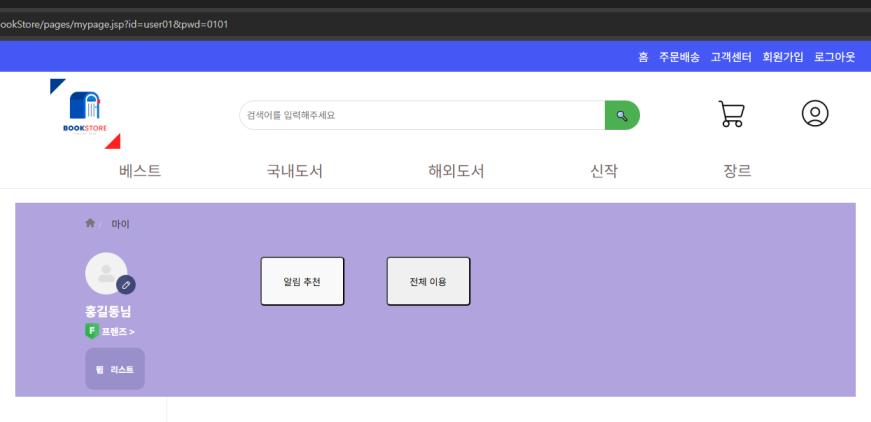 ookStore/pages/mypage.jsp?id=user01&pwd=0101
홈 주문배송 고객센터 회원가입 로그아웃
BOOKSTORE
검색어를 입력해주세요
베스트 국내도서 해외도서 신작 장르
/ 마이
알림 추천 전체 이용
홍길동님
F 프렌즈 >
찜 리스트